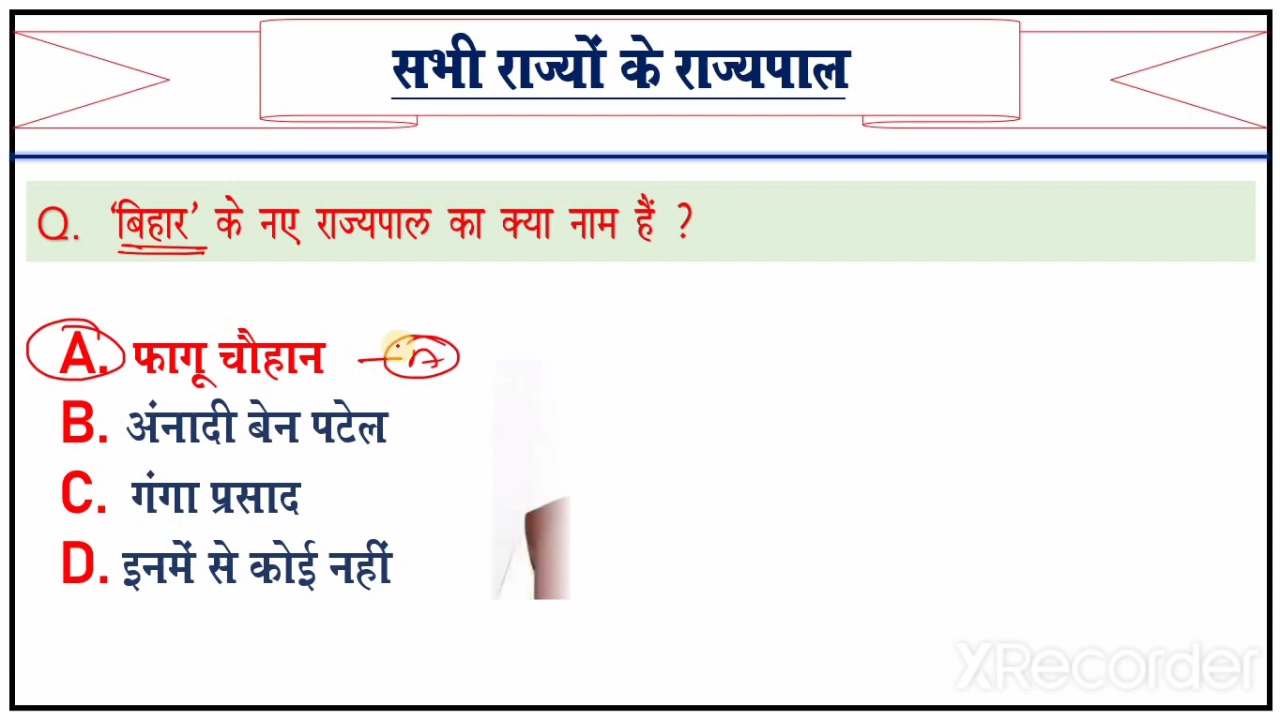 सभी राज्यों के राज्यपाल
Q. ‘बिहार’ के नए राज्यपाल का क्या नाम हैं ?
A. फागू चौहान
B. अंनादी बेन पटेल
C. गंगा प्रसाद
D. इनमें से कोई नहीं
XRecorder